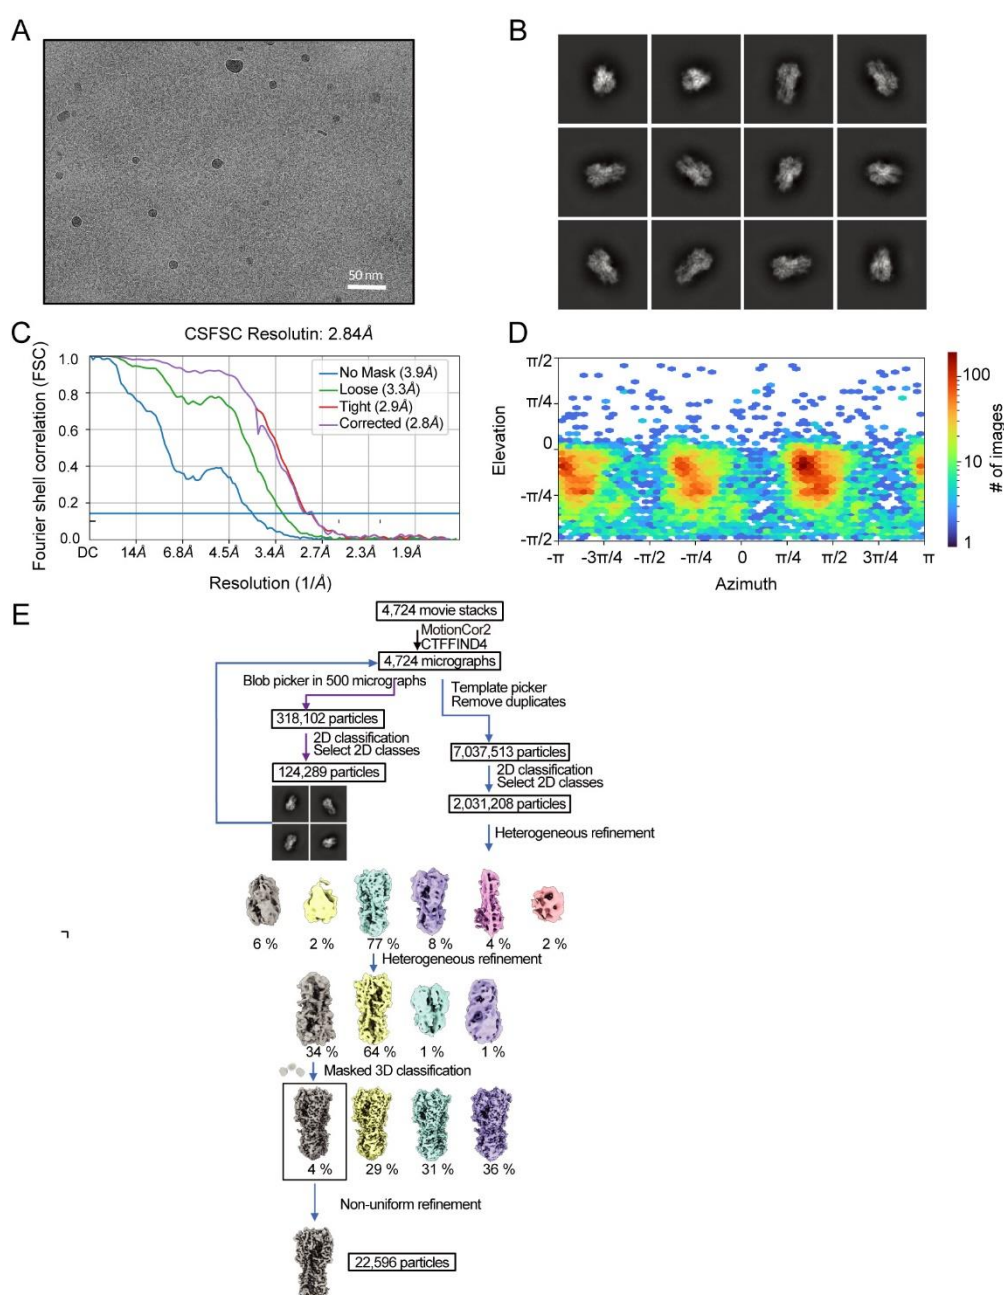 A
50 nm
B
C
CSFSC Resolutin: 2.84Å
Fourier shell correlation (FSC)
1.0
0.8
0.6
0.4
0.2
0.0
No Mask (3.9Å)
Loose (3.3Å)
Tight (2.9Å)
Corrected (2.8Å)
DC 14Å 6.8Å 4.5Å 3.4Å 2.7Å 2.3Å 1.9Å
Resolution (1/Å)
D
Elevation
π/2
π/4
0
-π/4
-π/2
-π -3π/4 -π/2 -π/4 0 π/4 π/2 3π/4 π
Azimuth
100
10
1
# of images
E
4,724 movie stacks
MotionCor2
CTFFIND4
4,724 micrographs
Blob picker in 500 micrographs
Template picker
Remove duplicates
318,102 particles
2D classification
Select 2D classes
124,289 particles
7,037,513 particles
2D classification
Select 2D classes
2,031,208 particles
Heterogeneous refinement
6 % 2 % 77 % 8 % 4 % 2 %
Heterogeneous refinement
34 % 64 % 1 % 1 %
Masked 3D classification
4 % 29 % 31 % 36 %
Non-uniform refinement
22,596 particles